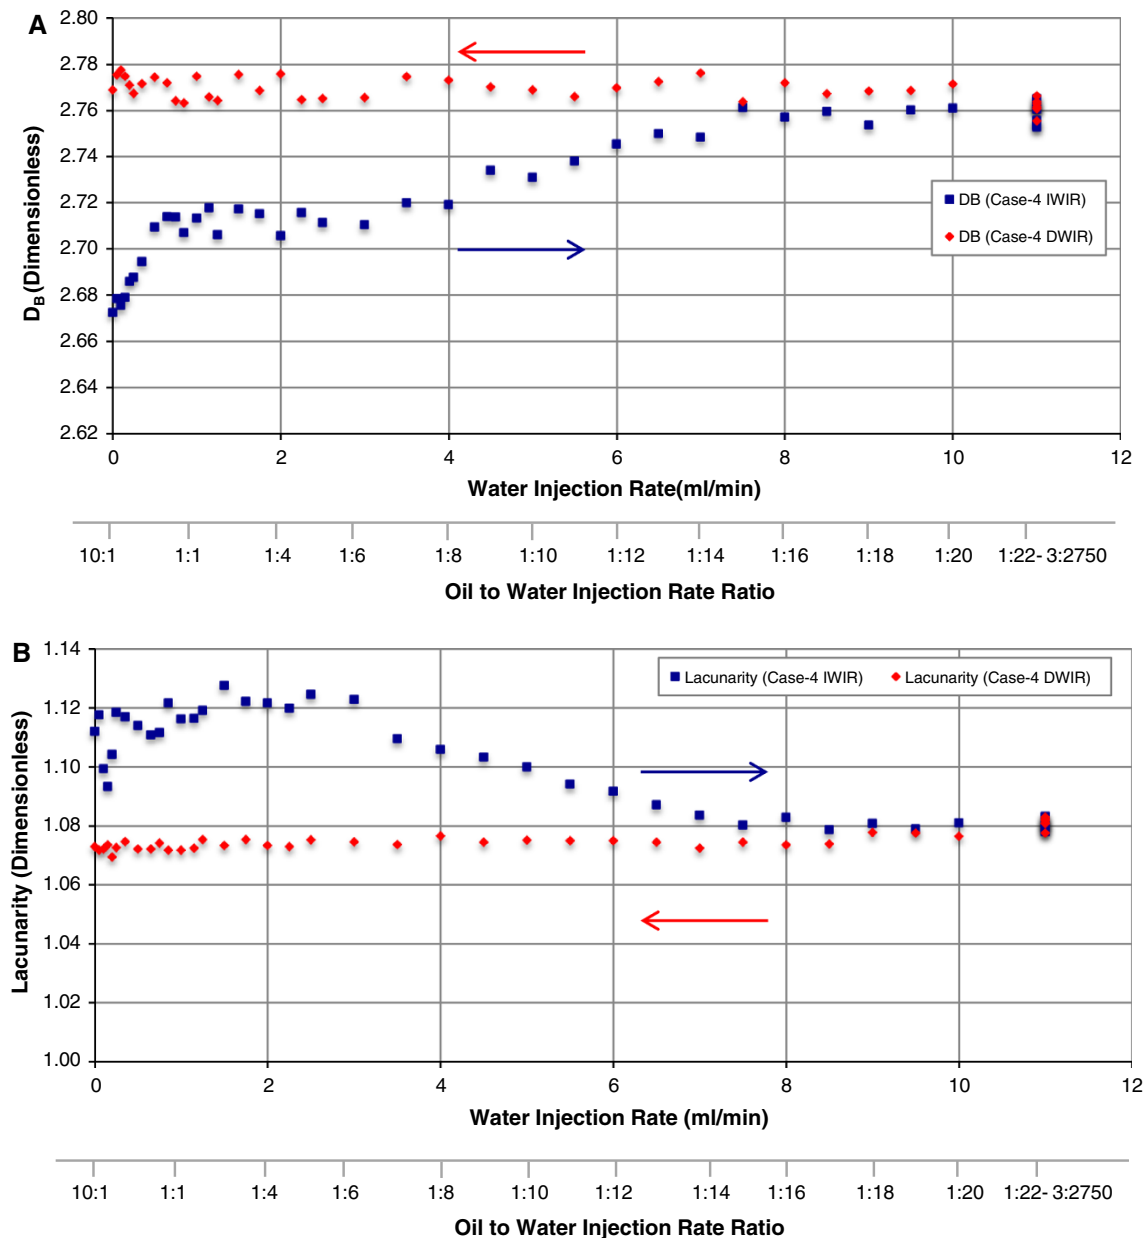 A
2.80
2.78
2.76
2.74
2.72
2.70
2.68
2.66
2.64
2.62
D_B (Dimensionless)
DB (Case-4 IWIR)
DB (Case-4 DWIR)
0 2 4 6 8 10 12
Water Injection Rate(ml/min)
10:1 1:1 1:4 1:6 1:8 1:10 1:12 1:14 1:16 1:18 1:20 1:22- 3:2750
Oil to Water Injection Rate Ratio
B
1.14
1.12
1.10
1.08
1.06
1.04
1.02
1.00
Lacunarity (Dimensionless)
Lacunarity (Case-4 IWIR) Lacunarity (Case-4 DWIR)
0 2 4 6 8 10 12
Water Injection Rate (ml/min)
10:1 1:1 1:4 1:6 1:8 1:10 1:12 1:14 1:16 1:18 1:20 1:22- 3:2750
Oil to Water Injection Rate Ratio